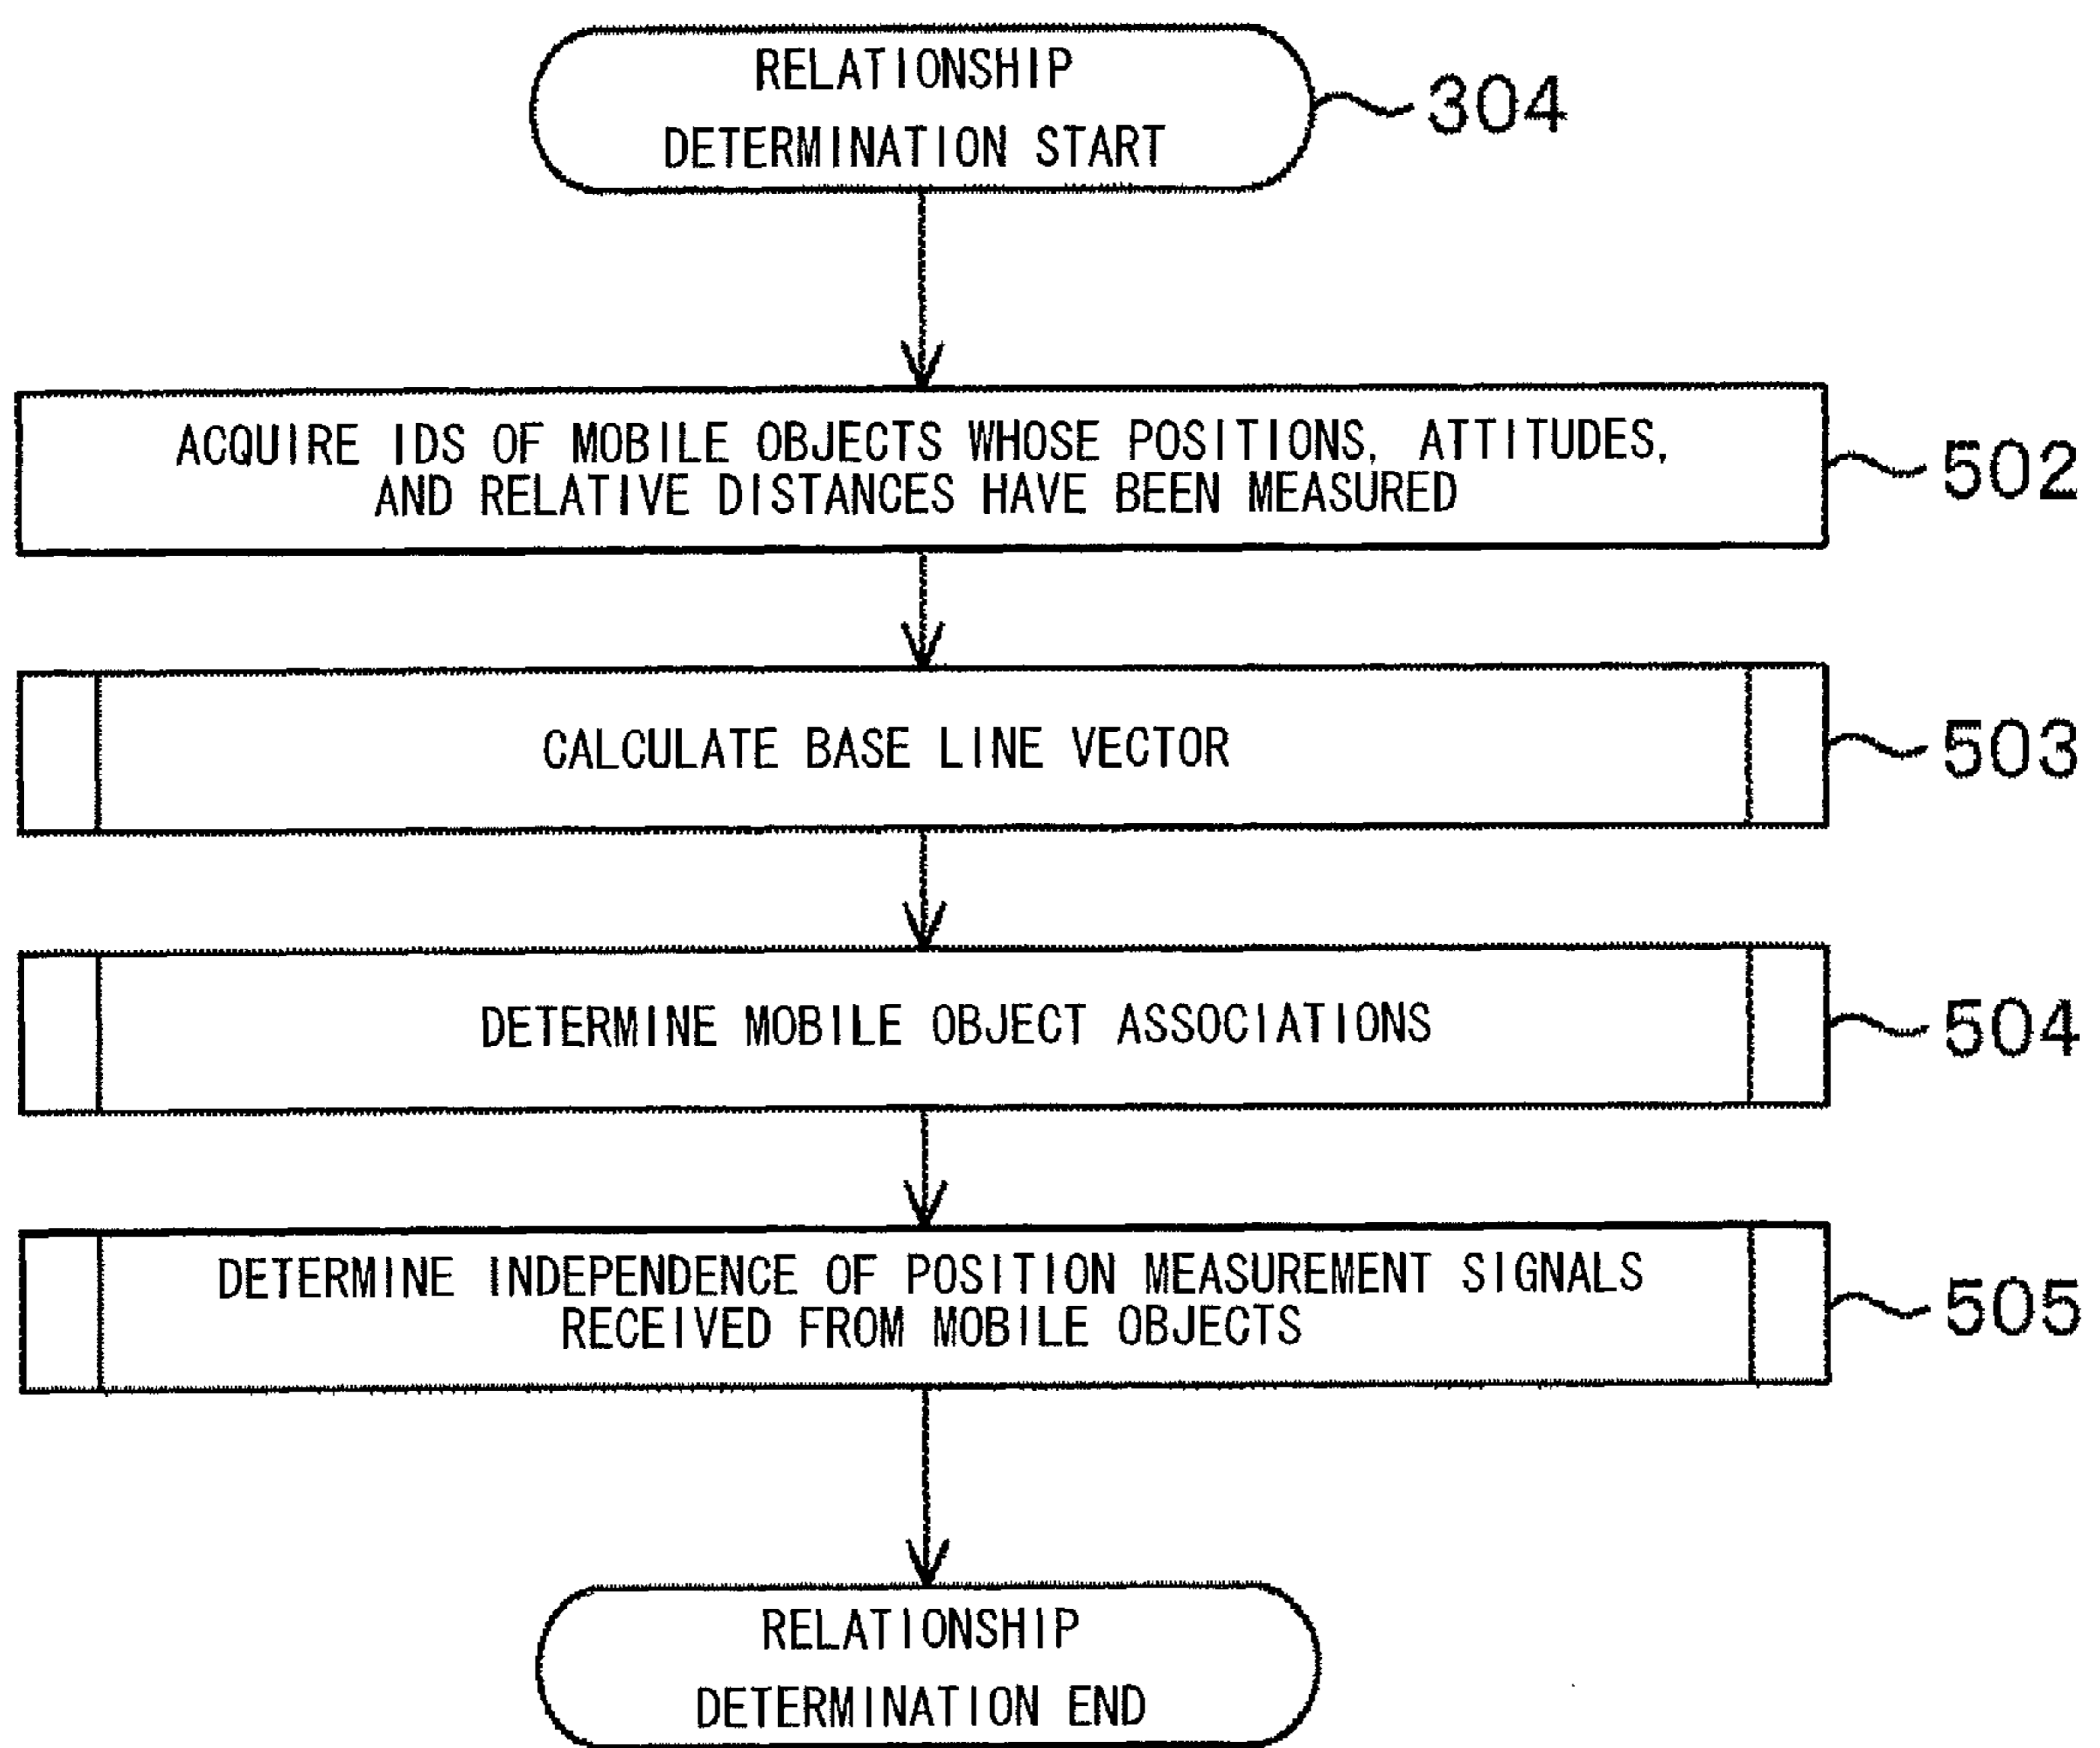 RELATIONSHIP
DETERMINATION START
304
ACQUIRE IDS OF MOBILE OBJECTS WHOSE POSITIONS, ATTITUDES,
AND RELATIVE DISTANCES HAVE BEEN MEASURED
502
CALCULATE BASE LINE VECTOR
503
DETERMINE MOBILE OBJECT ASSOCIATIONS
504
DETERMINE INDEPENDENCE OF POSITION MEASUREMENT SIGNALS
RECEIVED FROM MOBILE OBJECTS
505
RELATIONSHIP
DETERMINATION END